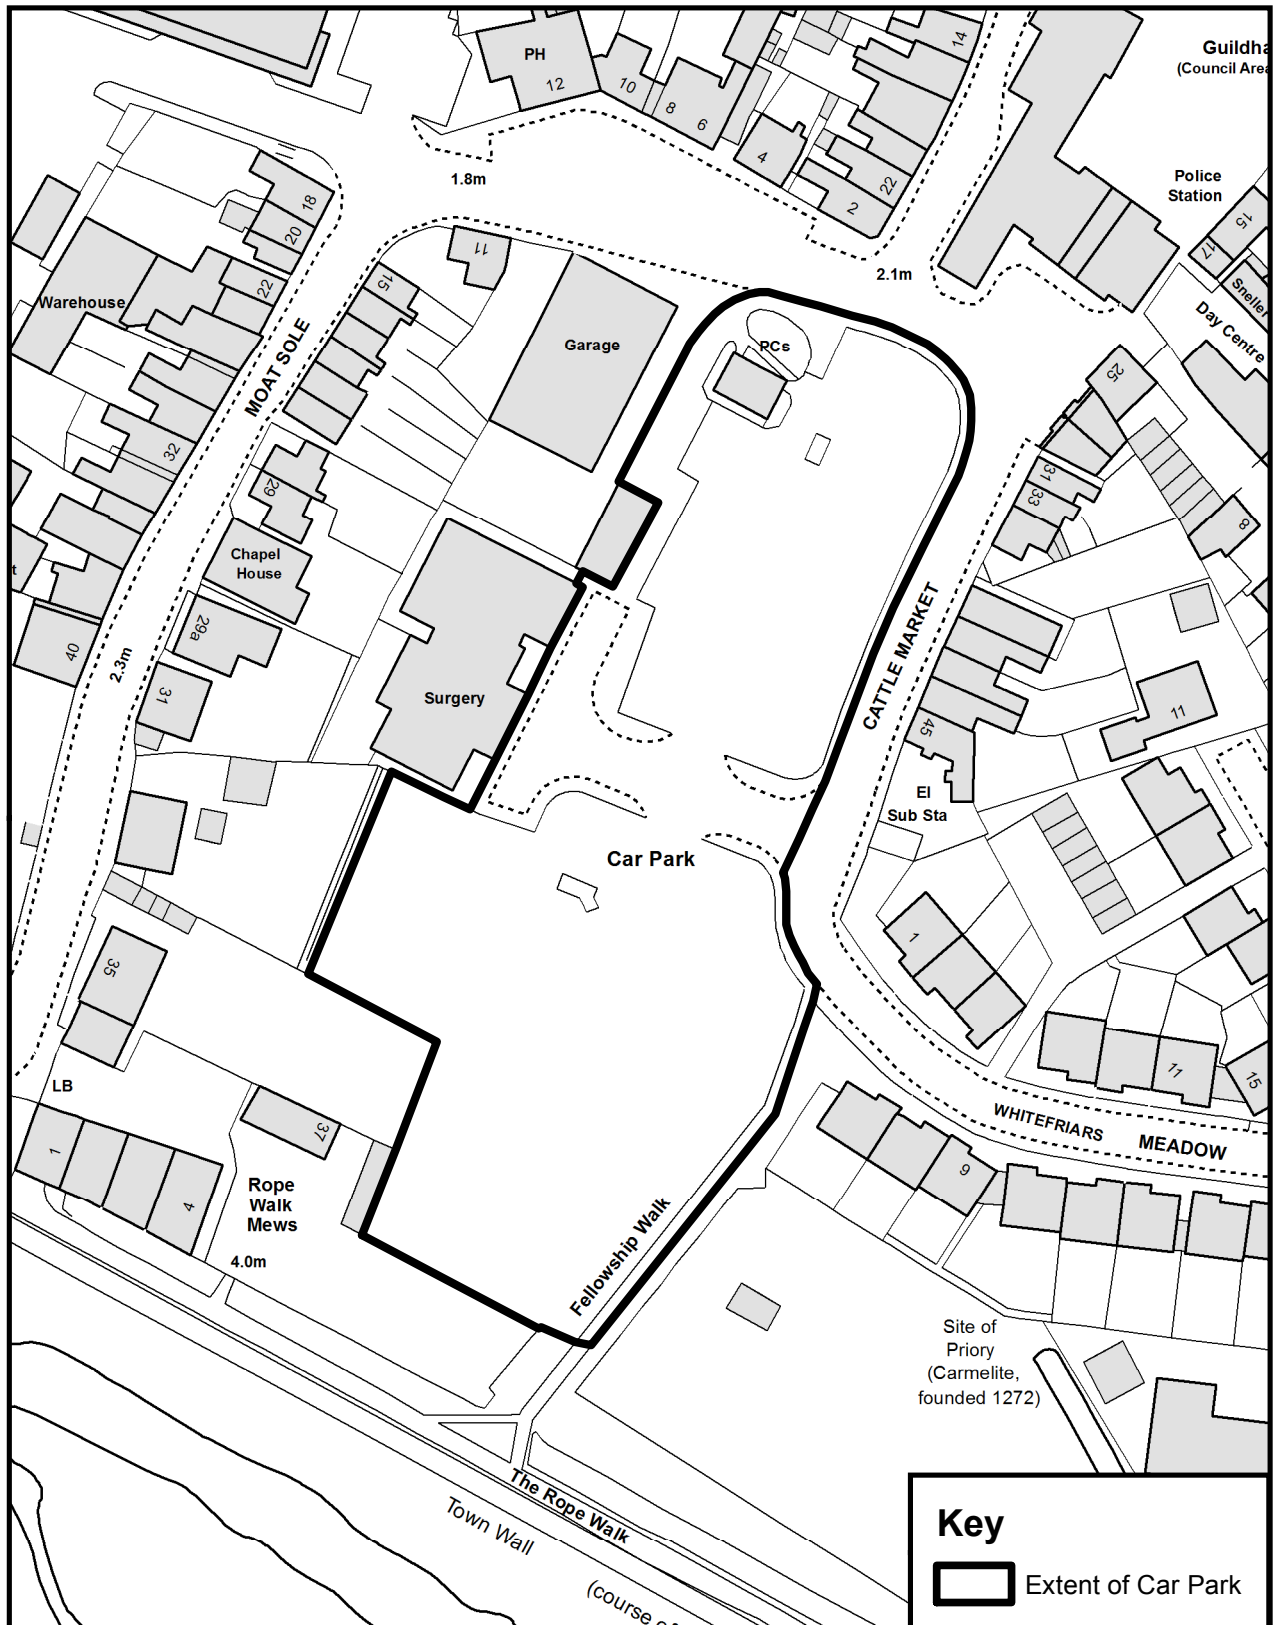 PH
12
10
8
6
4
2
22
14
Guildha
(Council Area
Police
Station
15
17
Sneller
Day Centre
1.8m
2.1m
18
20
22
Warehouse
15
11
MOAT SOLE
Garage
PCs
25
31
33
8
32
29
Chapel
House
t
29a
40
2.3m
31
Surgery
CATTLE MARKET
45
11
El
Sub Sta
Car Park
1
35
LB
37
1
4
Rope
Walk
Mews
4.0m
Fellowship Walk
WHITEFRIARS MEADOW
11
15
9
Site of
Priory
(Carmelite,
founded 1272)
The Rope Walk
Town Wall
(course of
Key
Extent of Car Park